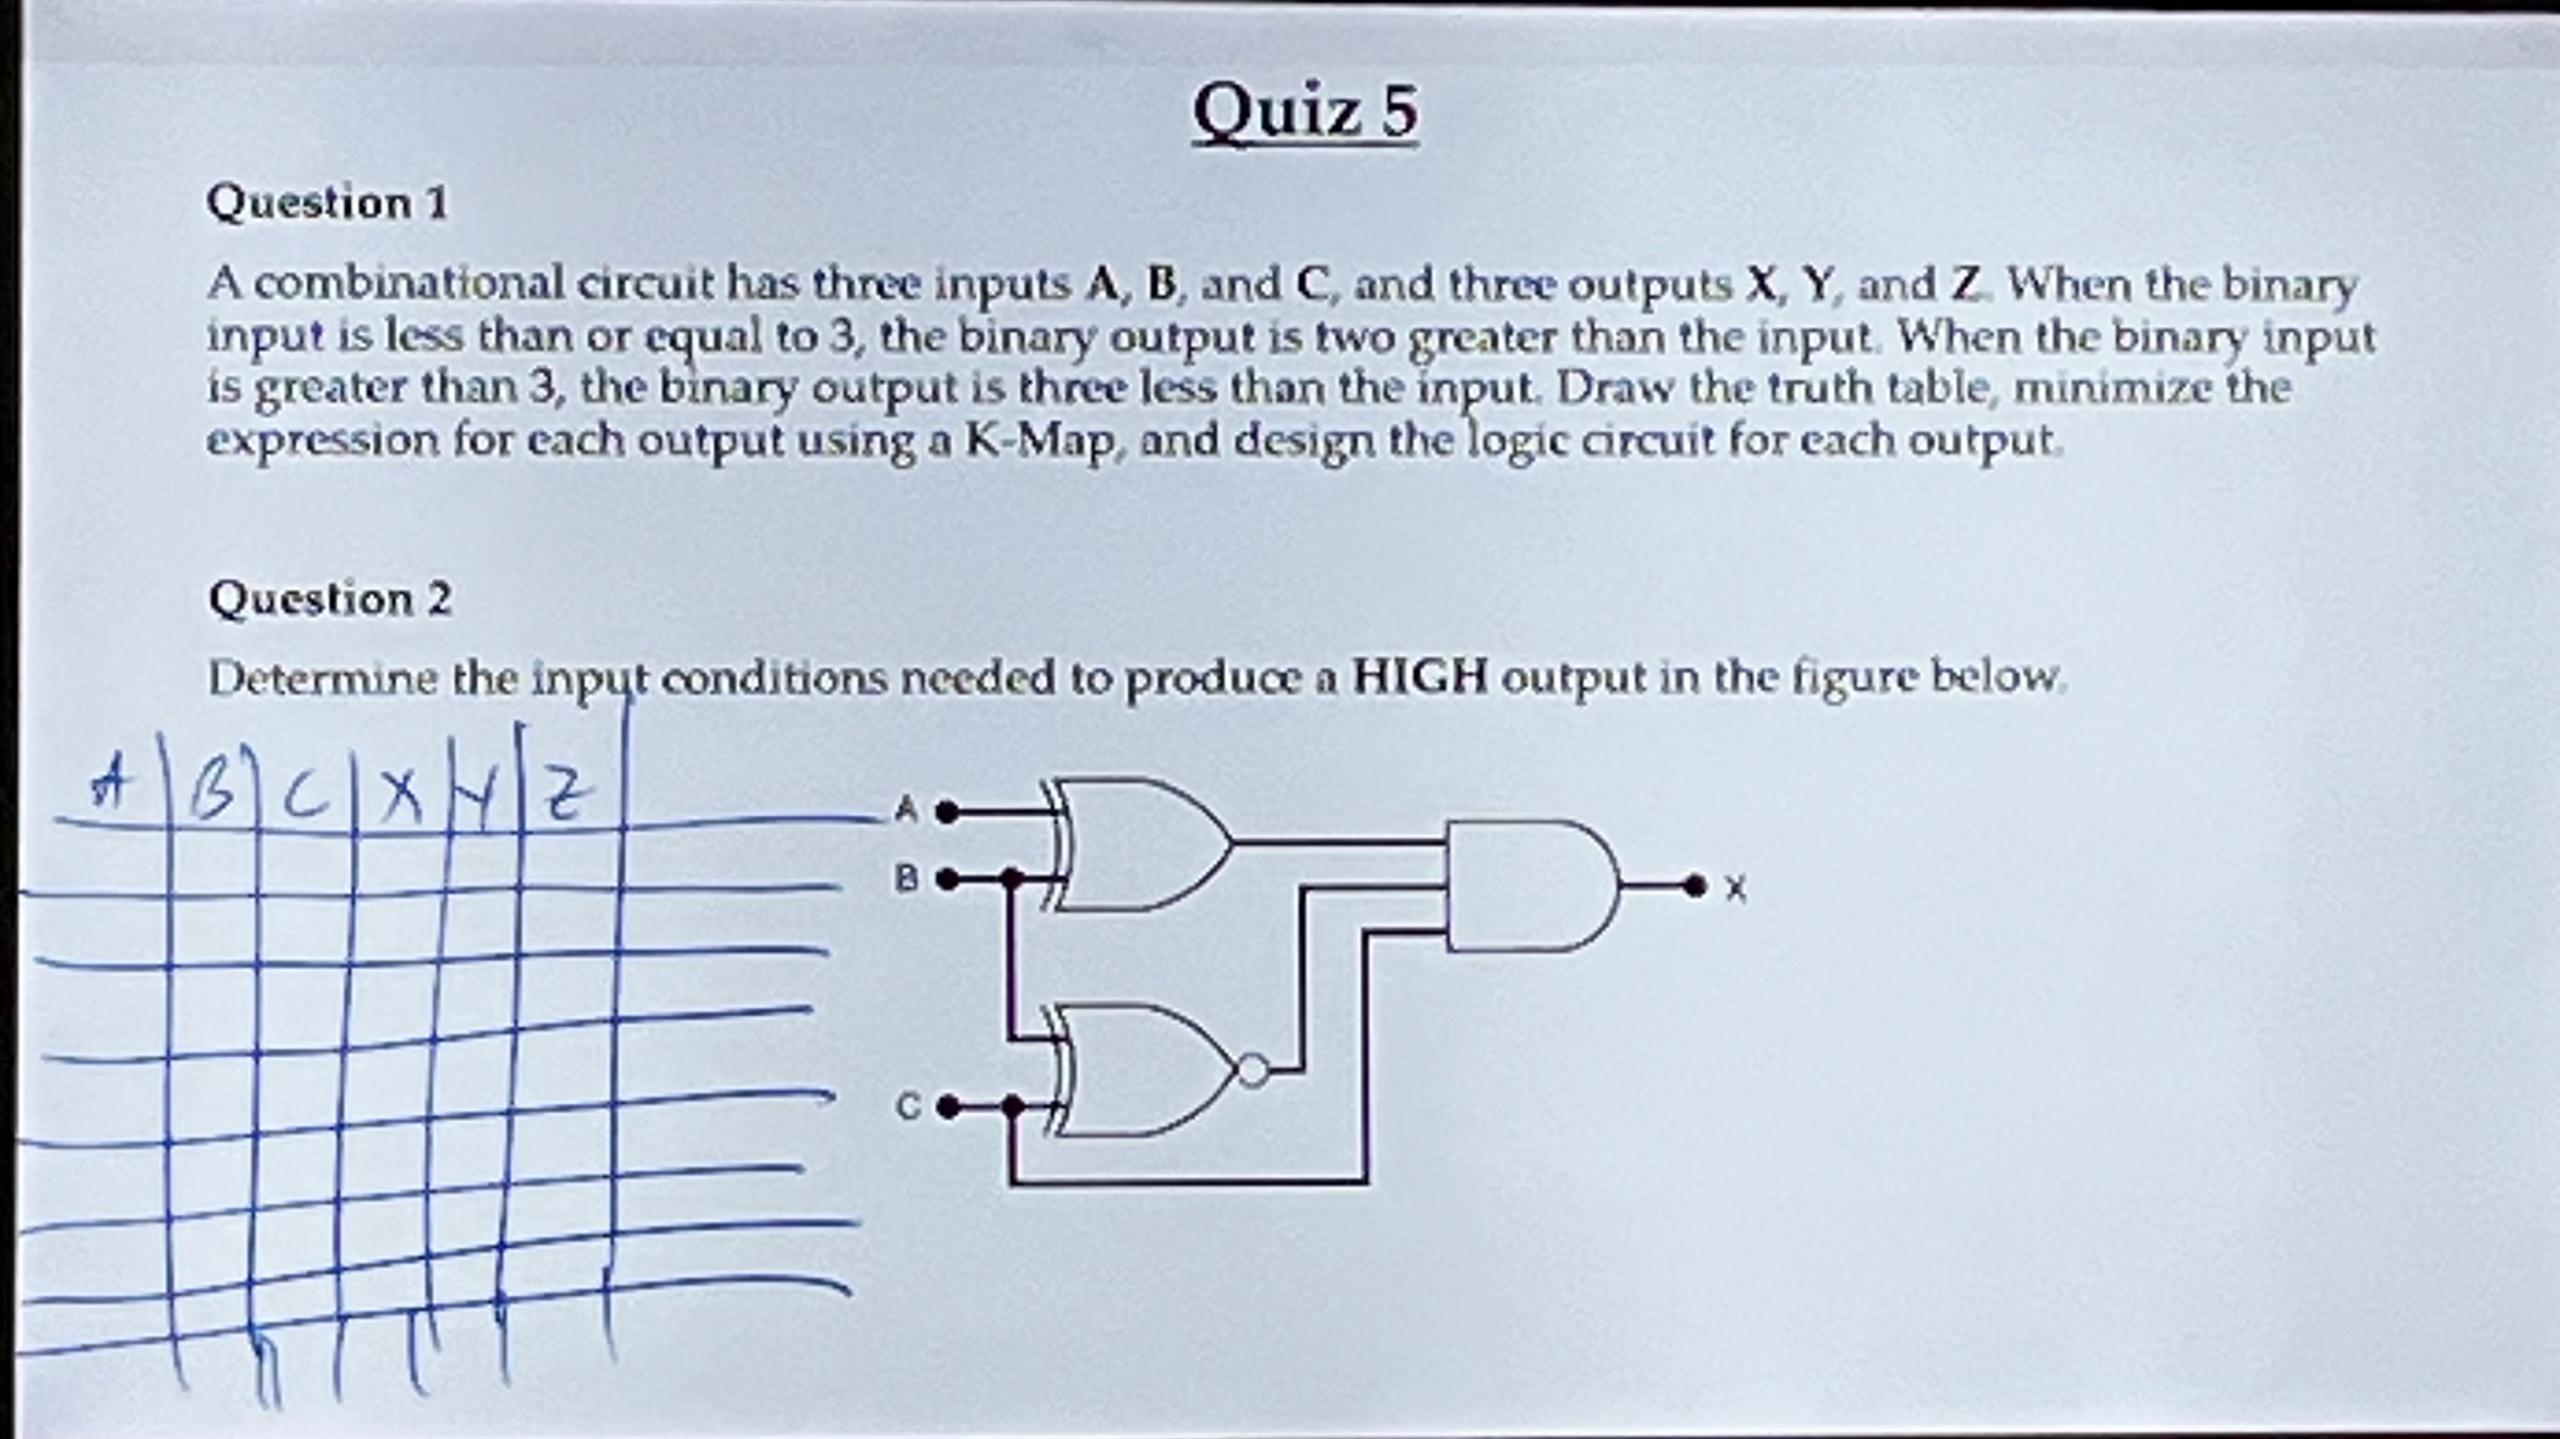 Quiz 5
Question 1
A combinational circuit has three inputs A, B, and C, and three outputs X, Y, and Z. When the binary
input is less than or equal to 3, the binary output is two greater than the input. When the binary input
is greater than 3, the binary output is three less than the input. Draw the truth table, minimize the
expression for each output using a K-Map, and design the logic circuit for each output.
Question 2
Determine the input conditions needed to produce a HIGH output in the figure below.
A B C X Y Z
A
B
X
C